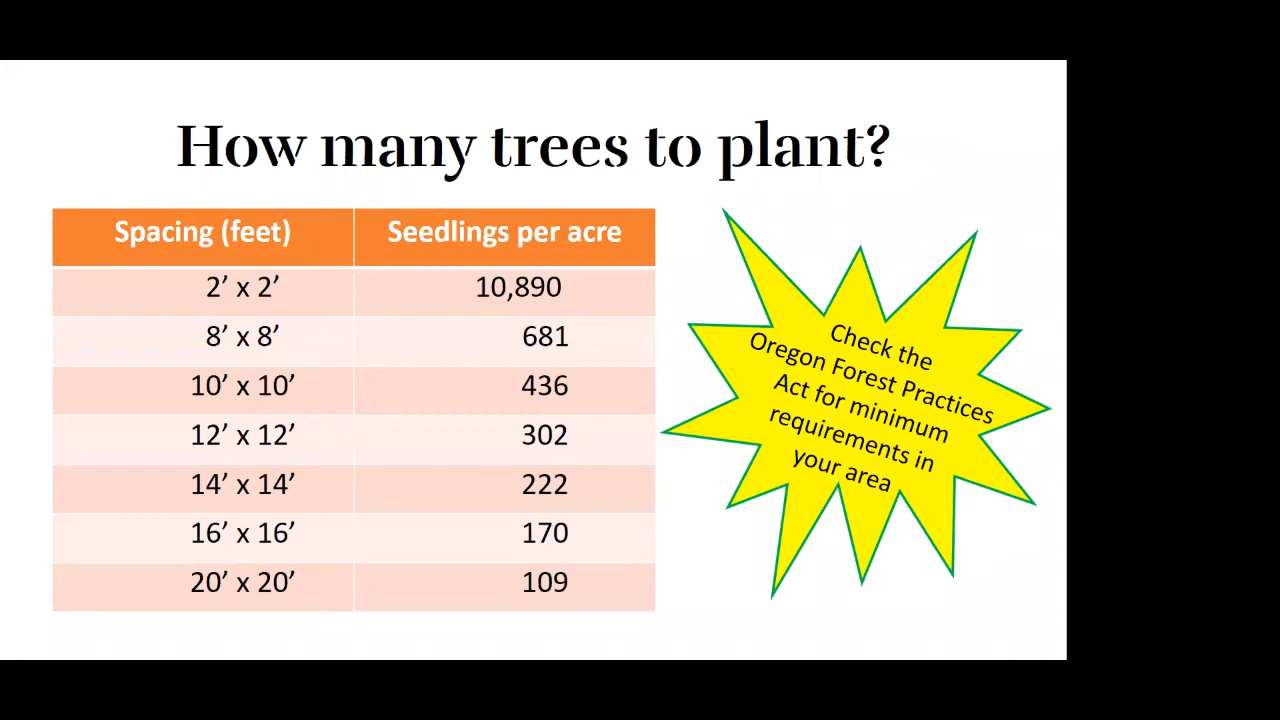 How many trees to plant?
Spacing (feet) Seedlings per acre
2’ x 2’ 10,890
8’ x 8’ 681
10’ x 10’ 436
12’ x 12’ 302
14’ x 14’ 222
16’ x 16’ 170
20’ x 20’ 109
Check the
Oregon Forest Practices
Act for minimum
requirements in
your area